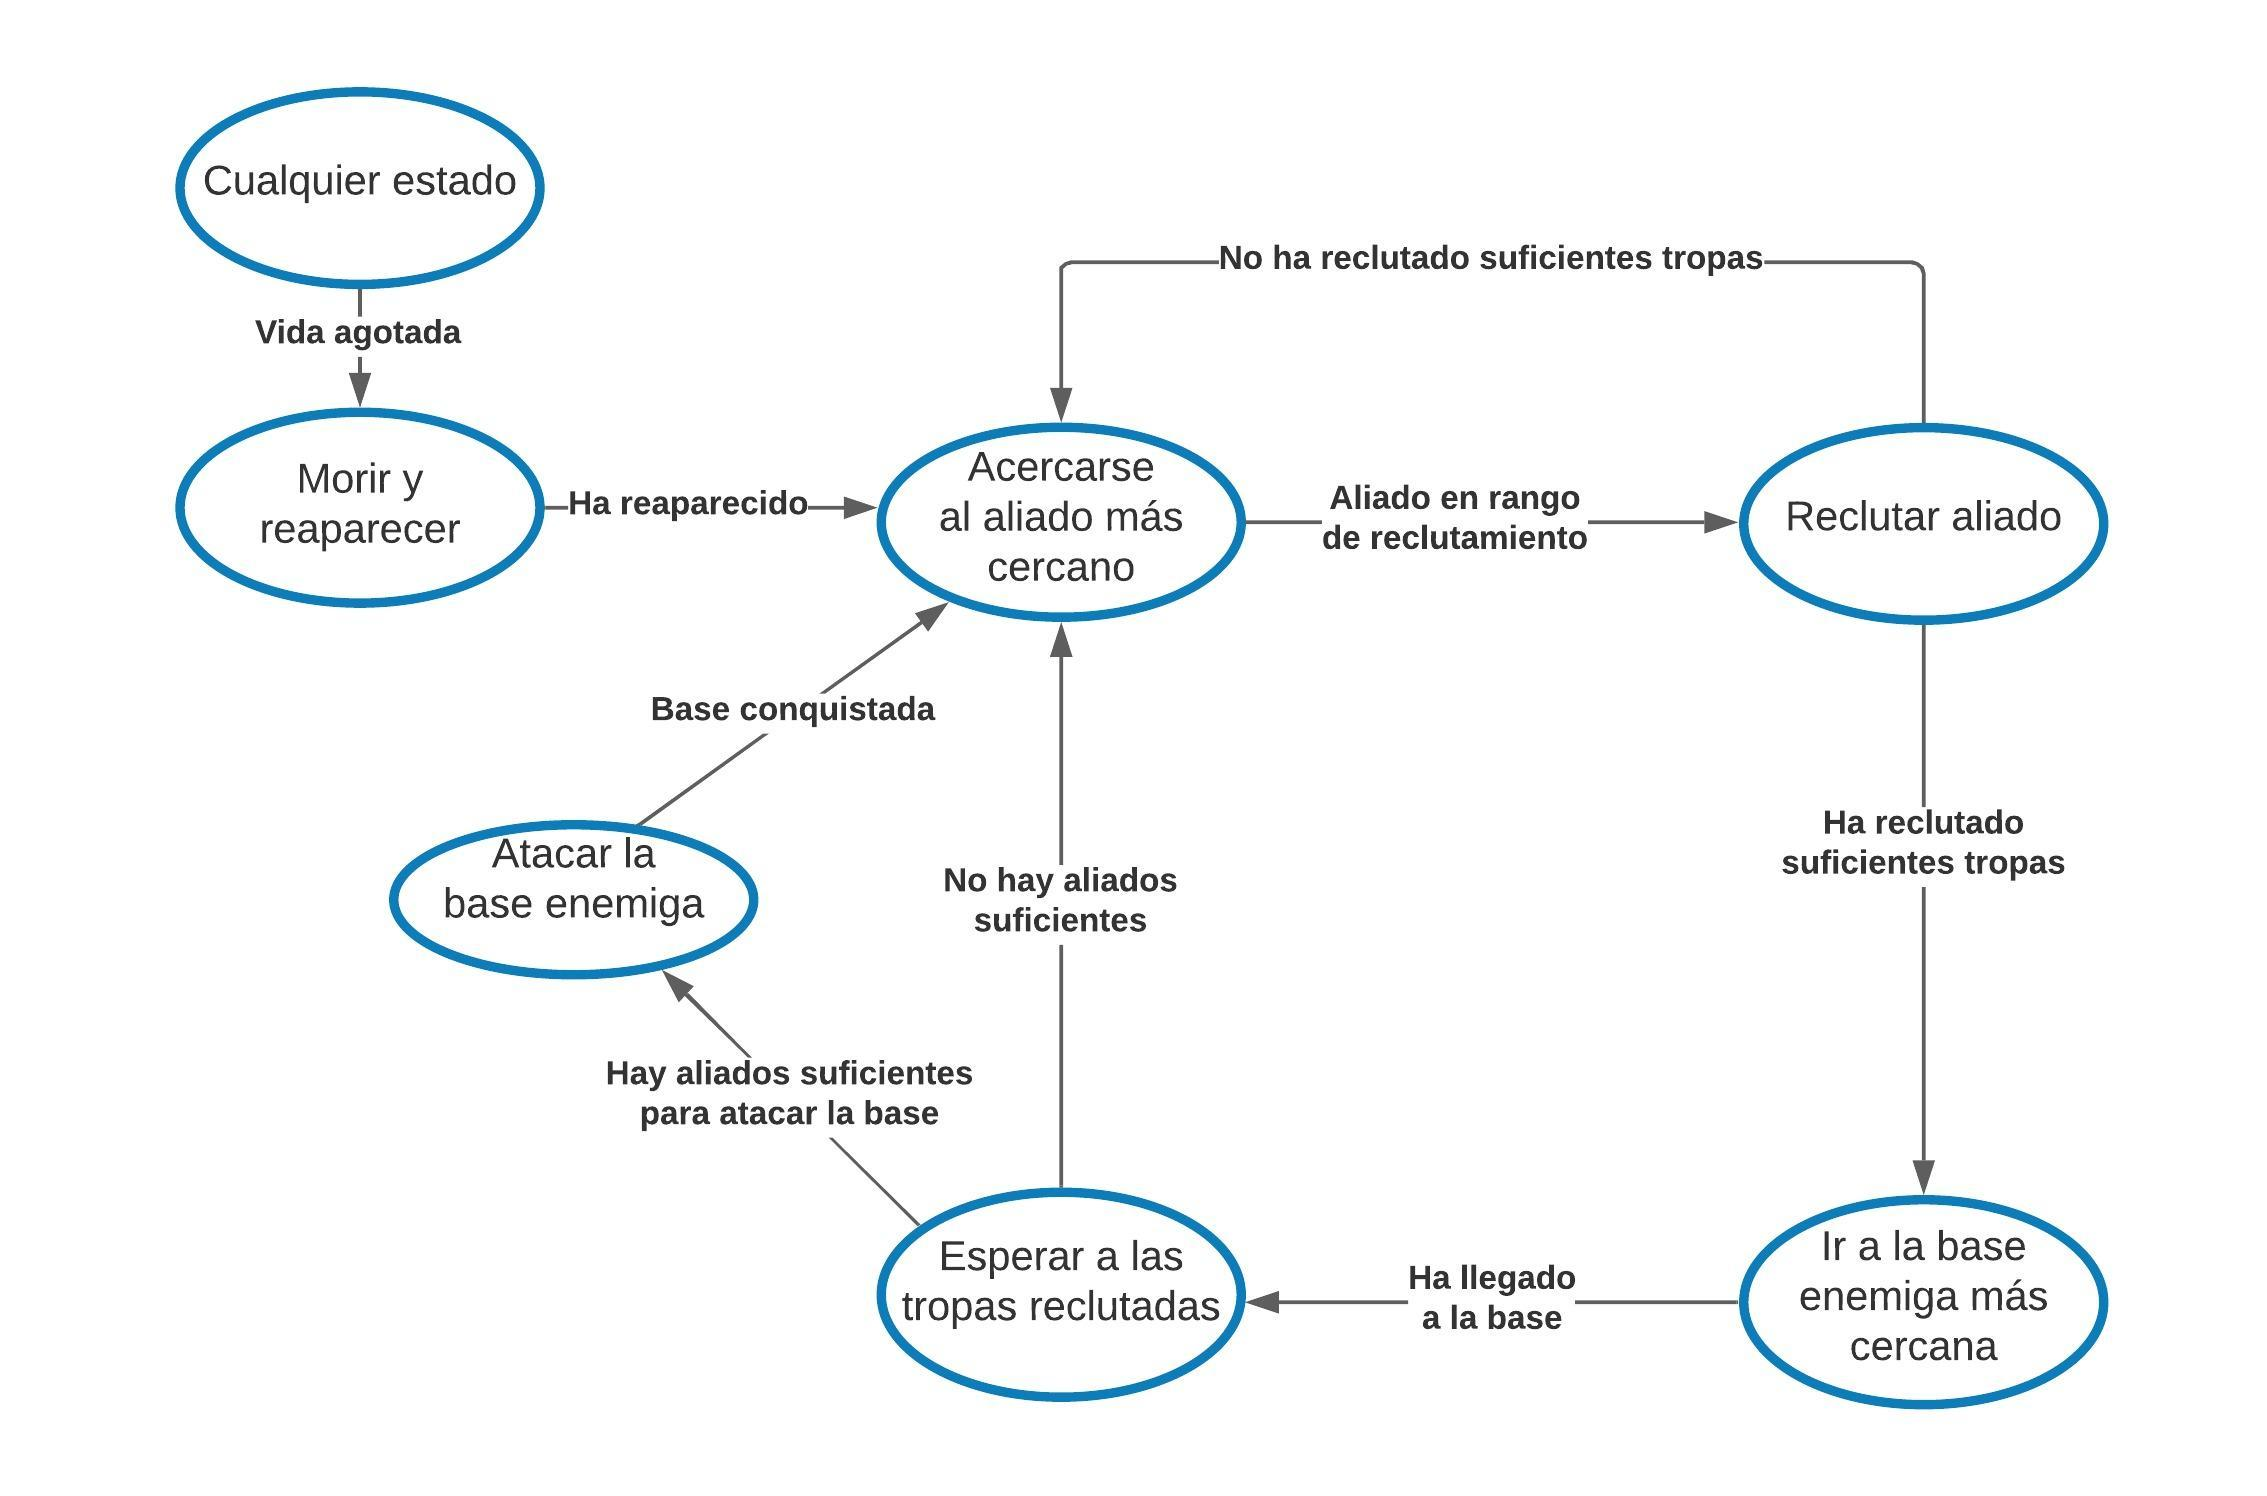 Cualquier estado
Vida agotada
No ha reclutado suficientes tropas
Morir y
reaparecer
Ha reaparecido
Acercarse
al aliado más
cercano
Aliado en rango
de reclutamiento
Reclutar aliado
Base conquistada
Atacar la
base enemiga
No hay aliados
suficientes
Ha reclutado
suficientes tropas
Hay aliados suficientes
para atacar la base
Esperar a las
tropas reclutadas
Ha llegado
a la base
Ir a la base
enemiga más
cercana